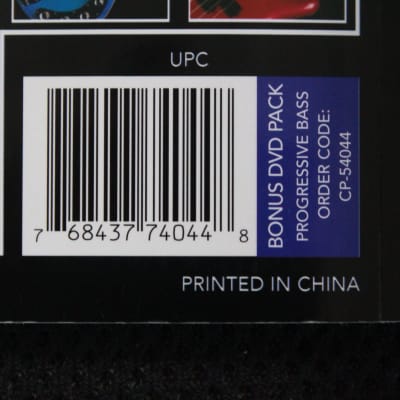 UPC
7 68437 74044 8
BONUS DVD PACK
PROGRESSIVE BASS
ORDER CODE:
CP-54044
PRINTED IN CHINA